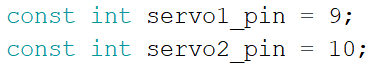 const int servo1_pin = 9;
const int servo2_pin = 10;